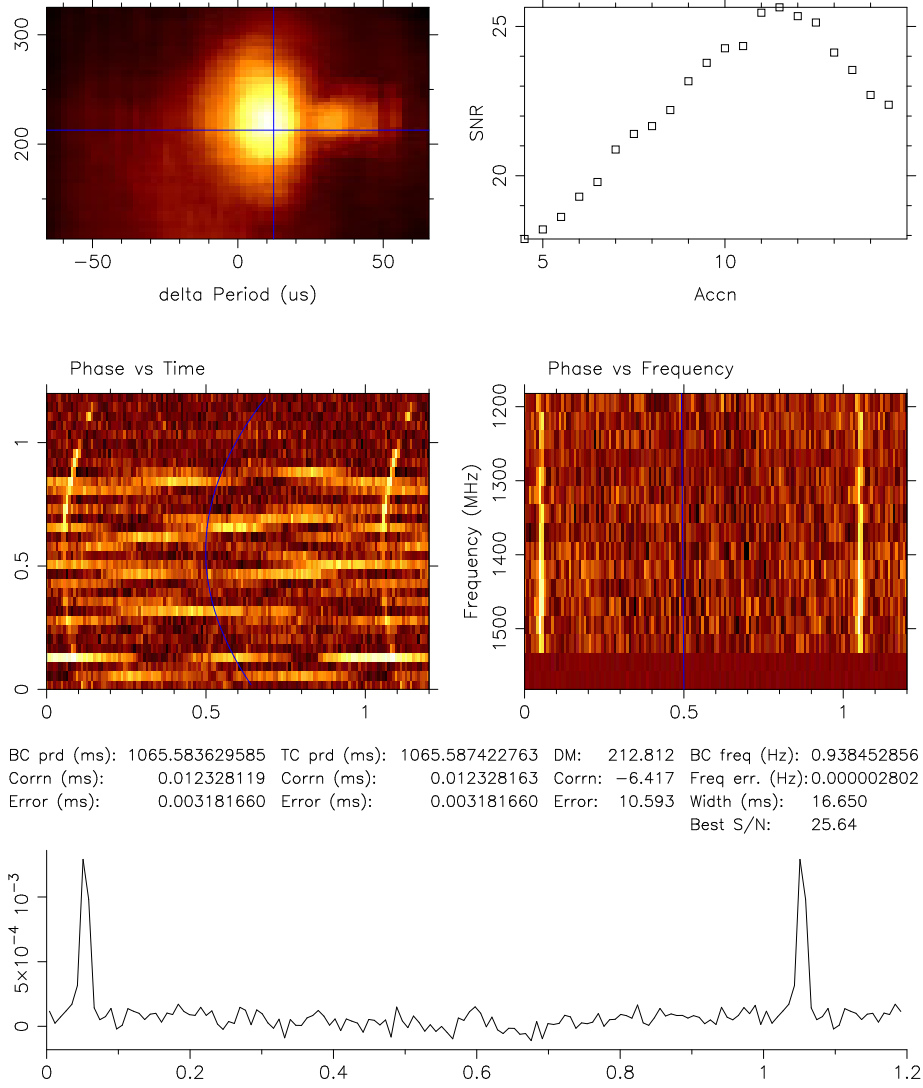 300
200
−50 0 50
delta Period (us)
25
20
SNR
5 10
Accn
Phase vs Time
1
0.5
0
0 0.5 1
Phase vs Frequency
1200
1300
1400
1500
Frequency (MHz)
0 0.5 1
BC prd (ms): 1065.583629585 TC prd (ms): 1065.587422763 DM: 212.812 BC freq (Hz): 0.938452856
Corrn (ms): 0.012328119 Corrn (ms): 0.012328163 Corrn: −6.417 Freq err. (Hz): 0.000002802
Error (ms): 0.003181660 Error (ms): 0.003181660 Error: 10.593 Width (ms): 16.650
Best S/N: 25.64
10⁻³
5×10⁻⁴
0
0 0.2 0.4 0.6 0.8 1 1.2